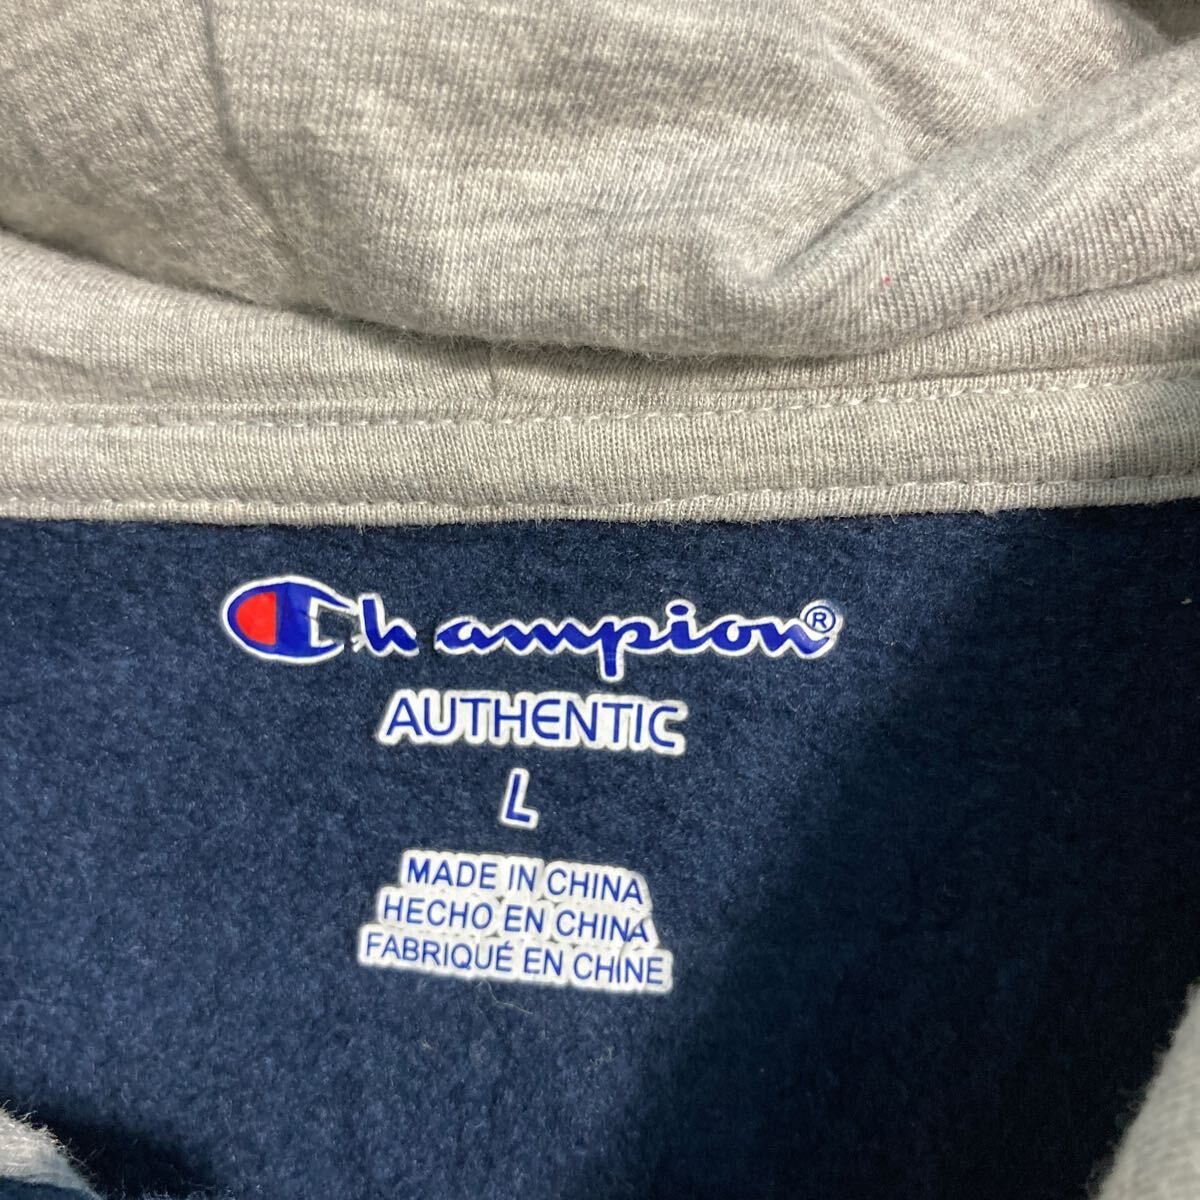 Champion®
AUTHENTIC
L
MADE IN CHINA
HECHO EN CHINA
FABRIQUÉ EN CHINE